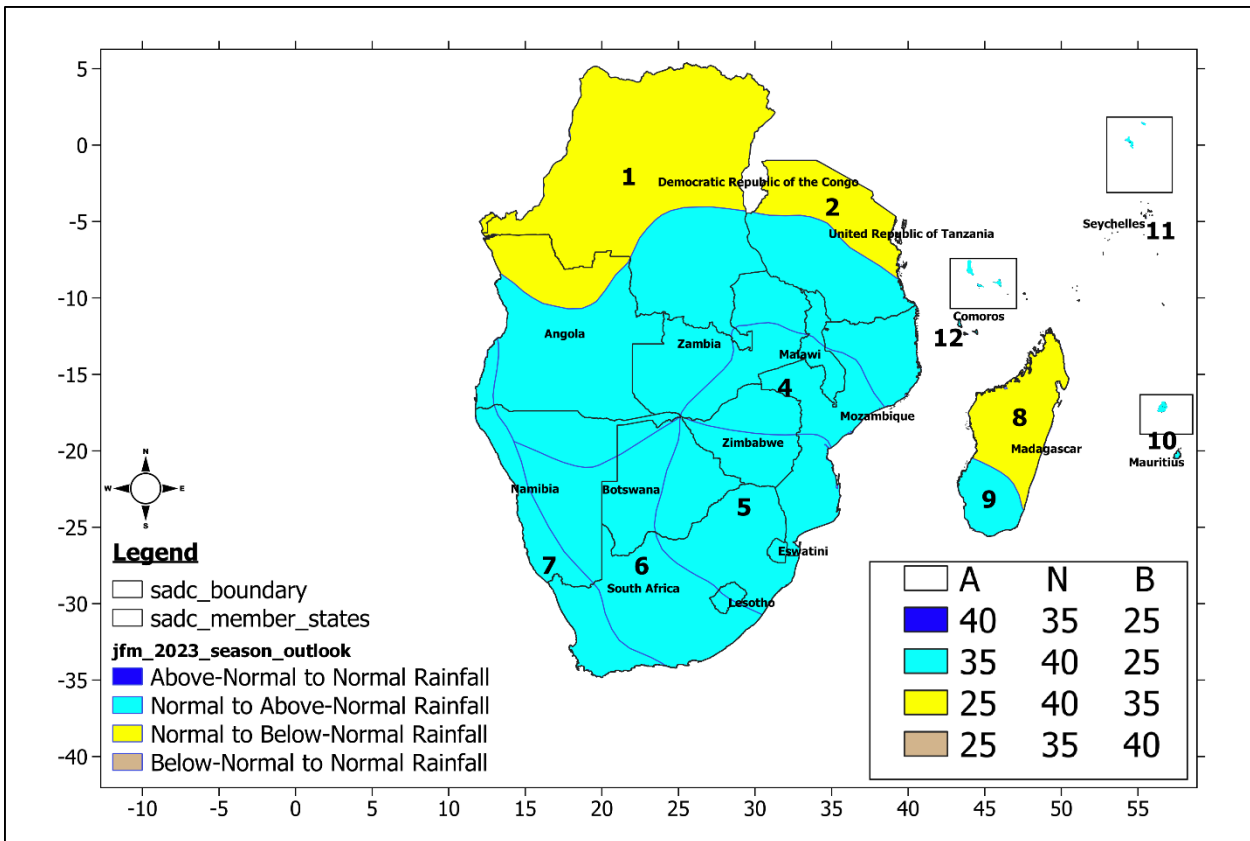 5
0
-5
-10
-15
-20
-25
-30
-35
-40
-10
-5
0
5
10
15
20
25
30
35
40
45
50
55
1
Democratic Republic of the Congo
2
United Republic of Tanzania
Seychelles
11
Comoros
12
Angola
Zambia
Malawi
4
Mozambique
8
Madagascar
10
Mauritius
Zimbabwe
Namibia
Botswana
5
9
Eswatini
7
6
South Africa
Lesotho
N
W
E
S
Legend
sadc_boundary
sadc_member_states
jfm_2023_season_outlook
Above-Normal to Normal Rainfall
Normal to Above-Normal Rainfall
Normal to Below-Normal Rainfall
Below-Normal to Normal Rainfall
A N B
40 35 25
35 40 25
25 40 35
25 35 40